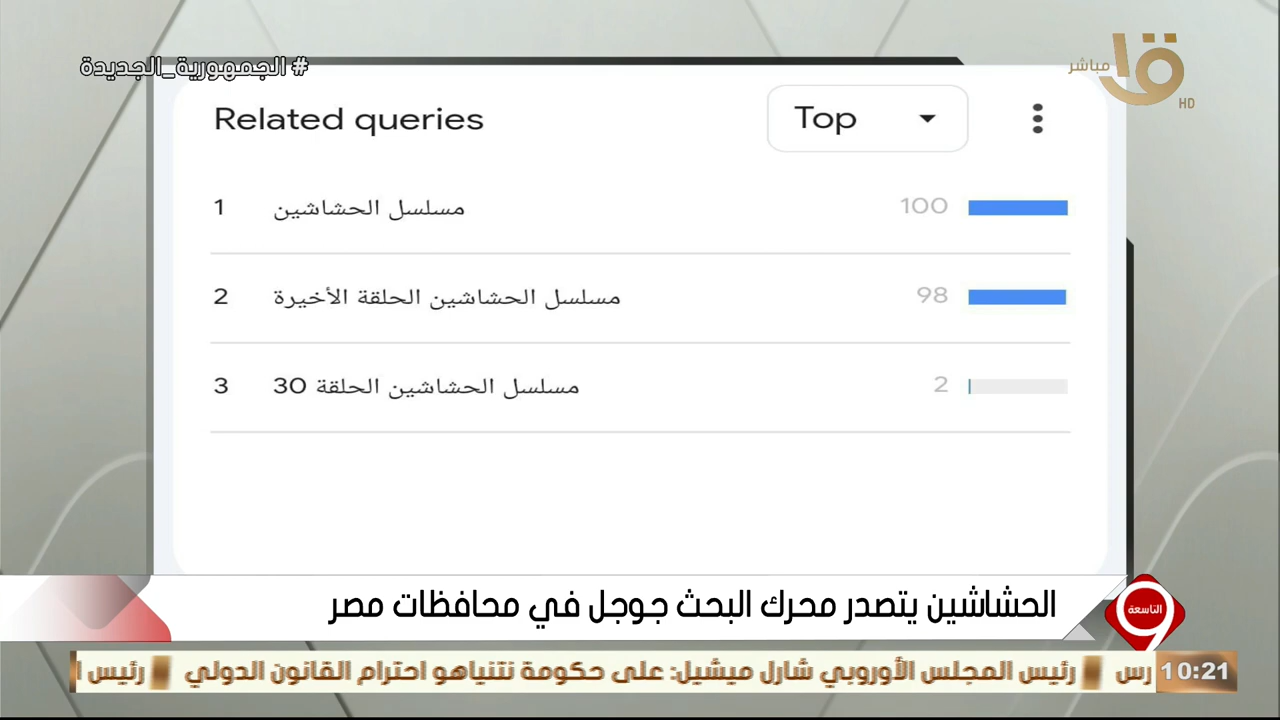 # الجمهورية_الجديدة
مباشر
HD
Related queries
Top
1 مسلسل الحشاشين 100
2 مسلسل الحشاشين الحلقة الأخيرة 98
3 مسلسل الحشاشين الحلقة 30 2
الحشاشين يتصدر محرك البحث جوجل في محافظات مصر
التاسعة
9
10:21
رئيس المجلس الأوروبي شارل ميشيل: على حكومة نتنياهو احترام القانون الدولي
رئيس